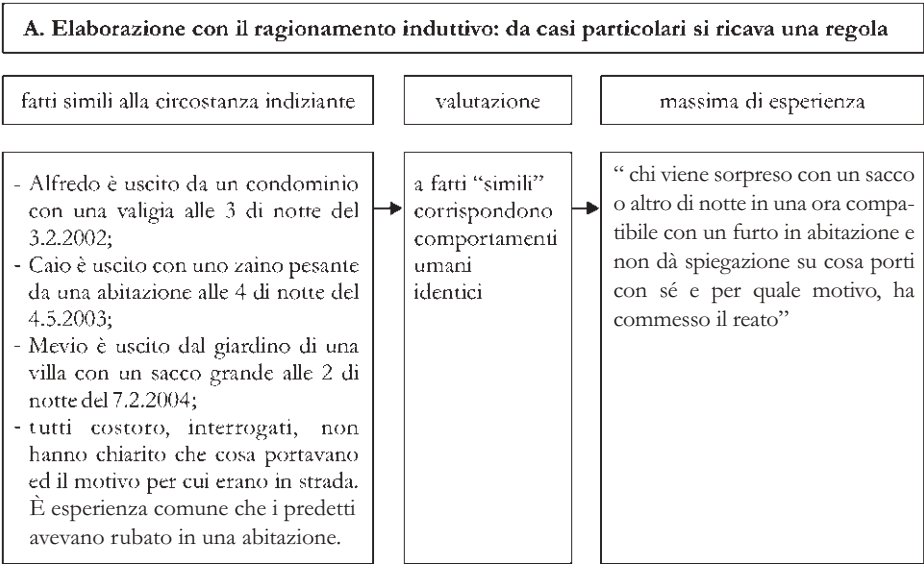 A. Elaborazione con il ragionamento induttivo: da casi particolari si ricava una regola
fatti simili alla circostanza indiziante
valutazione
massima di esperienza
- Alfredo è uscito da un condominio
con una valigia alle 3 di notte del
3.2.2002;
- Caio è uscito con uno zaino pesante
da una abitazione alle 4 di notte del
4.5.2003;
- Mevio è uscito dal giardino di una
villa con un sacco grande alle 2 di
notte del 7.2.2004;
- tutti costoro, interrogati, non
hanno chiarito che cosa portavano
ed il motivo per cui erano in strada.
È esperienza comune che i predetti
avevano rubato in una abitazione.
a fatti “simili”
corrispondono
comportamenti
umani
identici
“ chi viene sorpreso con un sacco
o altro di notte in una ora compa-
tibile con un furto in abitazione e
non dà spiegazione su cosa porti
con sé e per quale motivo, ha
commesso il reato”